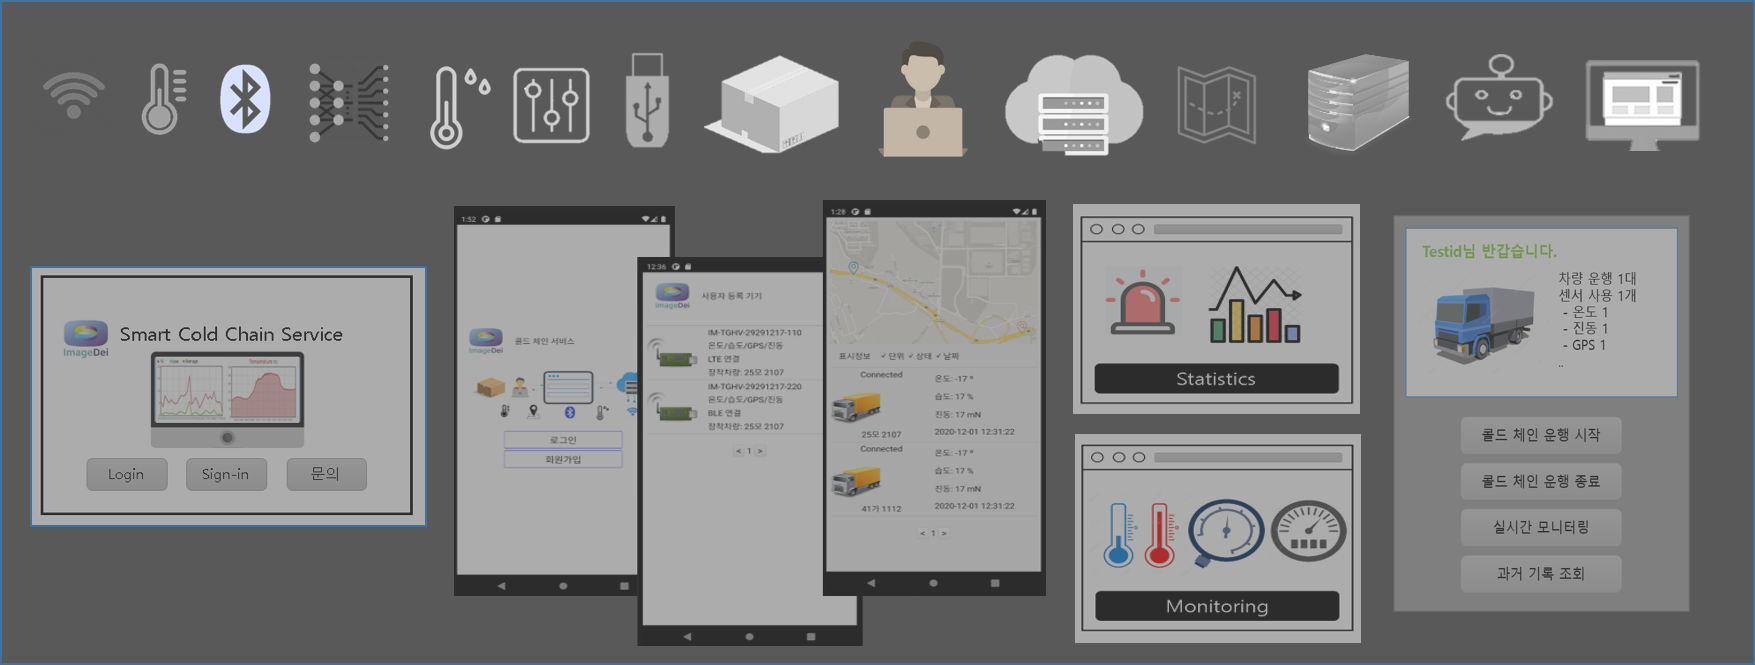 ImageDei
Smart Cold Chain Service
Login
Sign-in
문의
1:52
ImageDei
콜드 체인 서비스
로그인
회원가입
12:36
ImageDei
사용자 등록 기기
IM-TGHV-29291217-110
온도/습도/GPS/진동
LTE 연결
장착차량: 25모 2107
IM-TGHV-29291217-220
온도/습도/GPS/진동
BLE 연결
장착차량: 25모 2107
< 1 >
1:28
표시정보 ✓ 단위 ✓ 상태 ✓ 날짜
Connected
온도: -17 °
습도: 17 %
진동: 17 mN
25모 2107
2020-12-01 12:31:22
Connected
온도: -17 °
습도: 17 %
진동: 17 mN
41가 1112
2020-12-01 12:31:22
< 1 >
Statistics
Monitoring
Testid님 반갑습니다.
차량 운행 1대
센서 사용 1개
- 온도 1
- 진동 1
- GPS 1
..
콜드 체인 운행 시작
콜드 체인 운행 종료
실시간 모니터링
과거 기록 조회